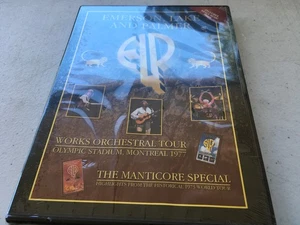 EMERSON, LAKE
AND PALMER
ELP
WORKS ORCHESTRAL TOUR
OLYMPIC STADIUM, MONTREAL 1977
THE MANTICORE SPECIAL
HIGHLIGHTS FROM THE HISTORICAL 1973 WORLD TOUR